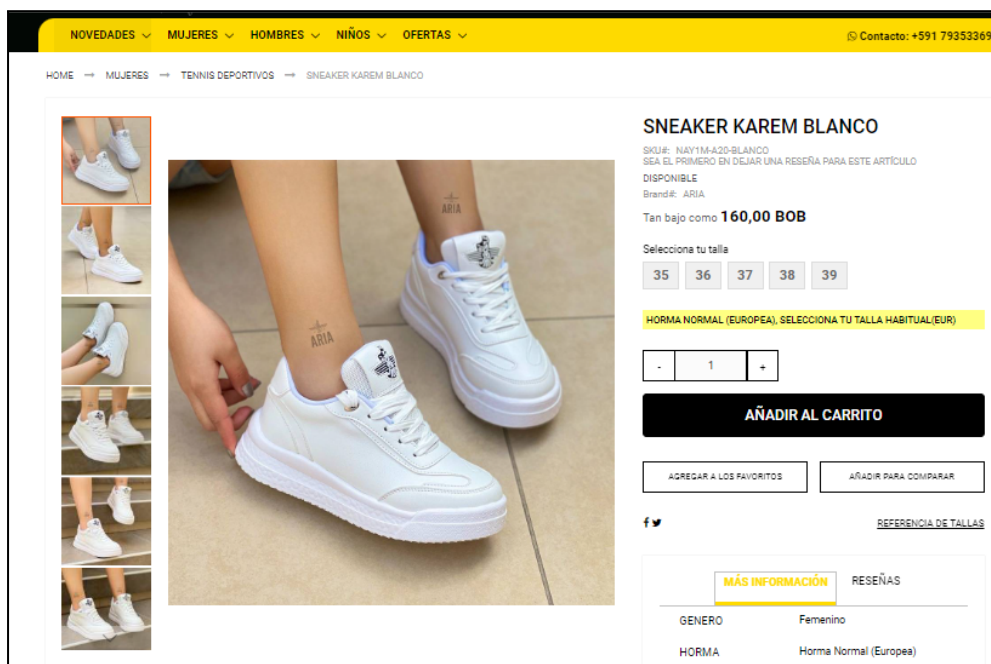 NOVEDADES MUJERES HOMBRES NIÑOS OFERTAS Contacto: +591 79353369
HOME → MUJERES → TENNIS DEPORTIVOS → SNEAKER KAREM BLANCO
SNEAKER KAREM BLANCO
SKU#: NAY1M-A20-BLANCO
SEA EL PRIMERO EN DEJAR UNA RESEÑA PARA ESTE ARTÍCULO
DISPONIBLE
Brand#: ARIA
Tan bajo como 160,00 BOB
Selecciona tu talla
35 36 37 38 39
HORMA NORMAL (EUROPEA), SELECCIONA TU TALLA HABITUAL(EUR)
- 1 +
AÑADIR AL CARRITO
AGREGAR A LOS FAVORITOS AÑADIR PARA COMPARAR
REFERENCIA DE TALLAS
MÁS INFORMACIÓN RESEÑAS
GENERO Femenino
HORMA Horma Normal (Europea)
ARIA
ARIA